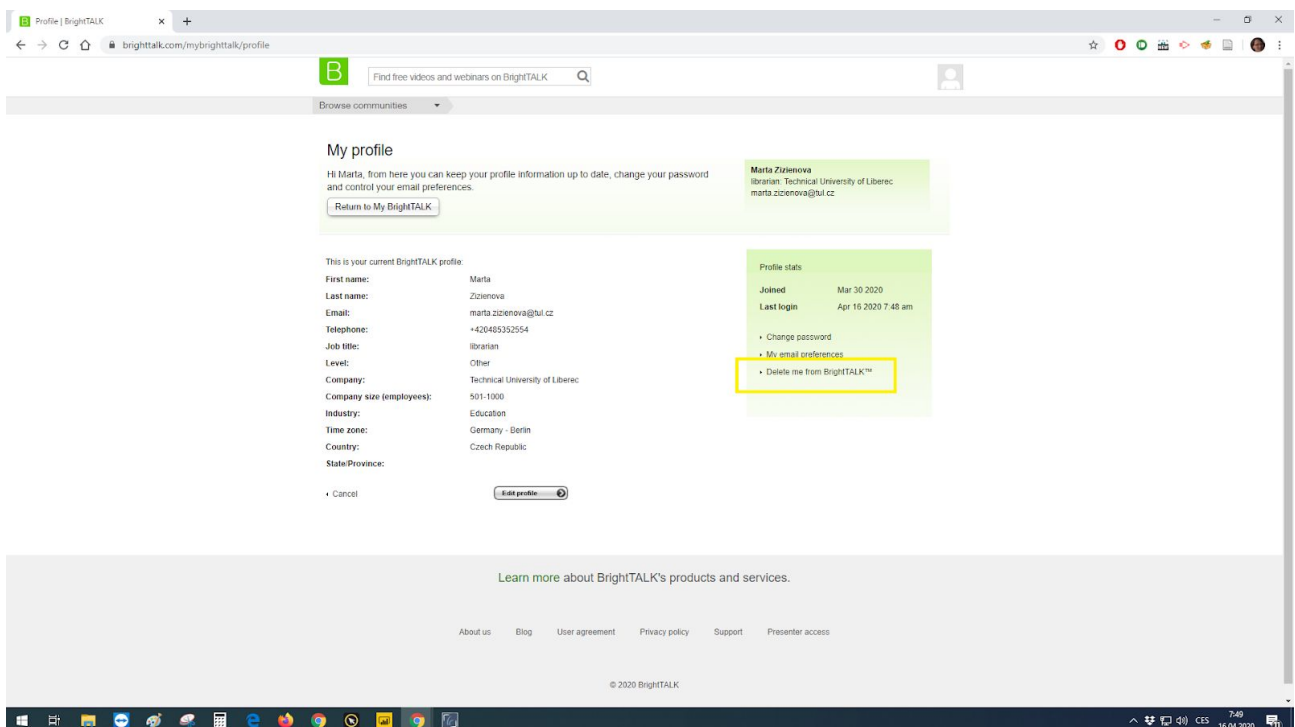 Profile | BrightTALK
brighttalk.com/mybrighttalk/profile
B
Find free videos and webinars on BrightTALK
Browse communities
My profile
Hi Marta, from here you can keep your profile information up to date, change your password
and control your email preferences.
Return to My BrightTALK
Marta Zizienova
librarian: Technical University of Liberec
marta.zizienova@tul.cz
This is your current BrightTALK profile:
First name: Marta
Last name: Zizienova
Email: marta.zizienova@tul.cz
Telephone: +420485352554
Job title: librarian
Level: Other
Company: Technical University of Liberec
Company size (employees): 501-1000
Industry: Education
Time zone: Germany - Berlin
Country: Czech Republic
State/Province:
Cancel
Edit profile
Profile stats
Joined Mar 30 2020
Last login Apr 16 2020 7:48 am
Change password
My email preferences
Delete me from BrightTALK™
Learn more about BrightTALK's products and services.
About us Blog User agreement Privacy policy Support Presenter access
© 2020 BrightTALK
CES
7:49
16.04.2020